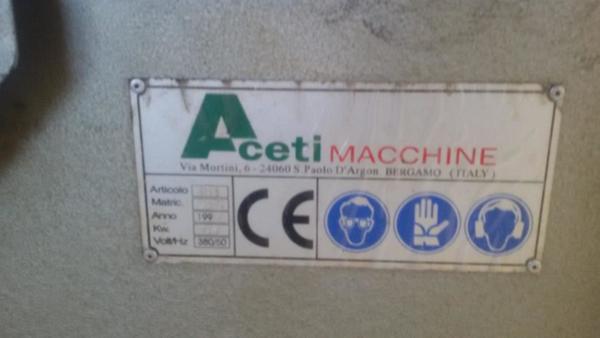 Aceti MACCHINE
Via Mortini, 6 - 24060 S. Paolo D'Argon BERGAMO (ITALY)
Articolo
Matric.
Anno 199
Kw.
Volt/Hz 380/50
CE